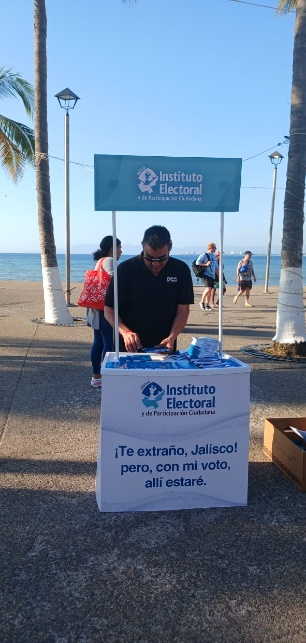 Instituto
Electoral
y de Participación Ciudadana
Instituto
Electoral
y de Participación Ciudadana
¡Te extraño, Jalisco!
pero, con mi voto,
allí estaré.